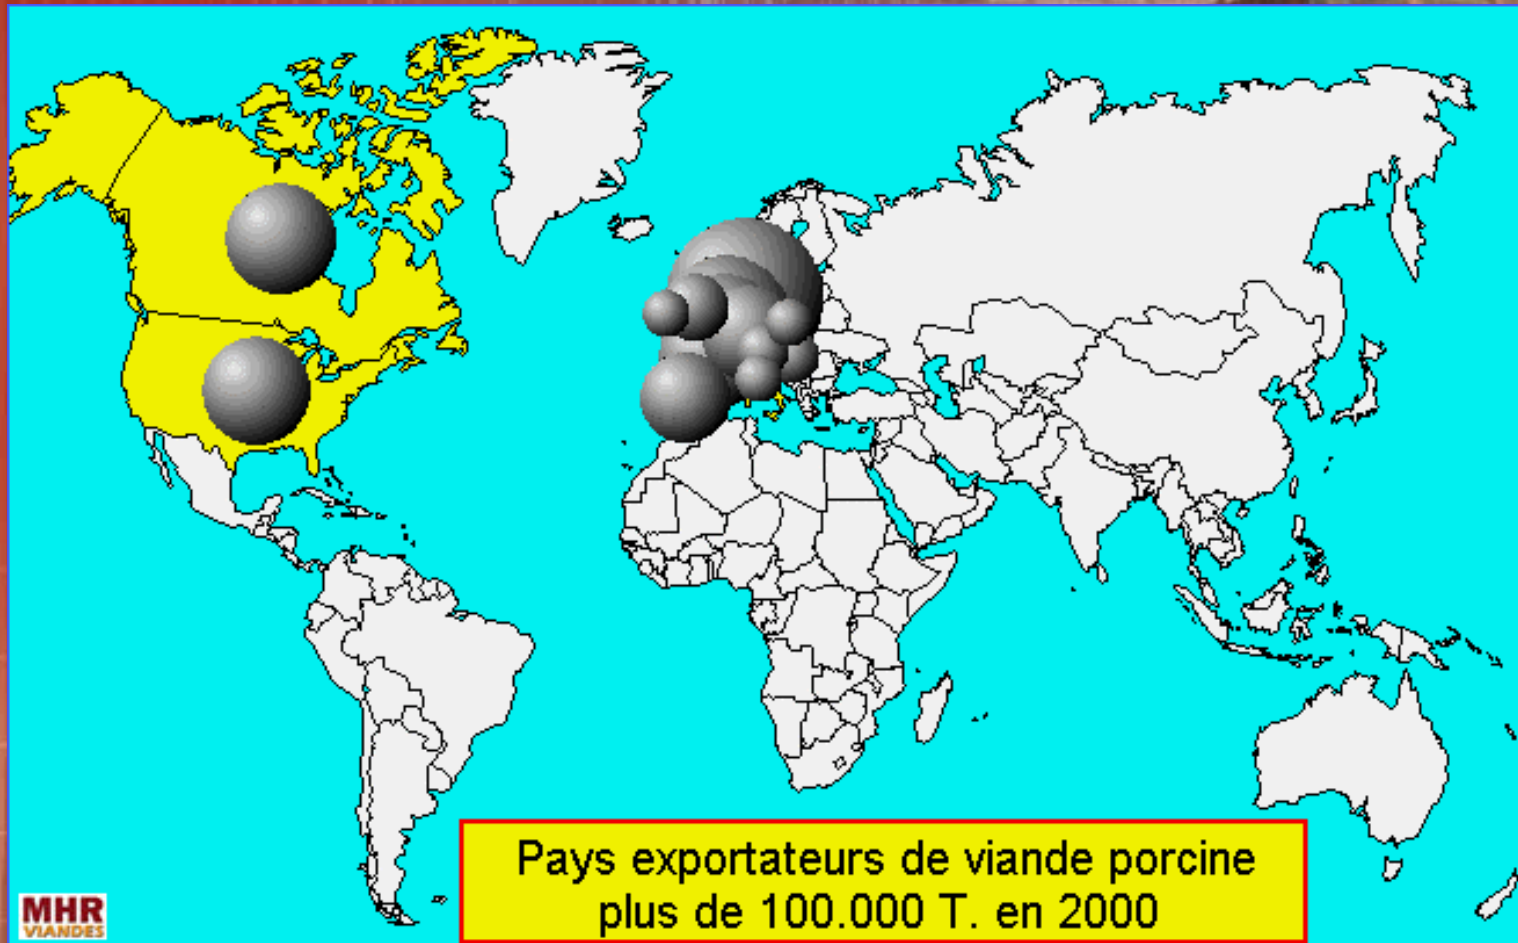 Pays exportateurs de viande porcine
plus de 100.000 T. en 2000
MHR
VIANDES